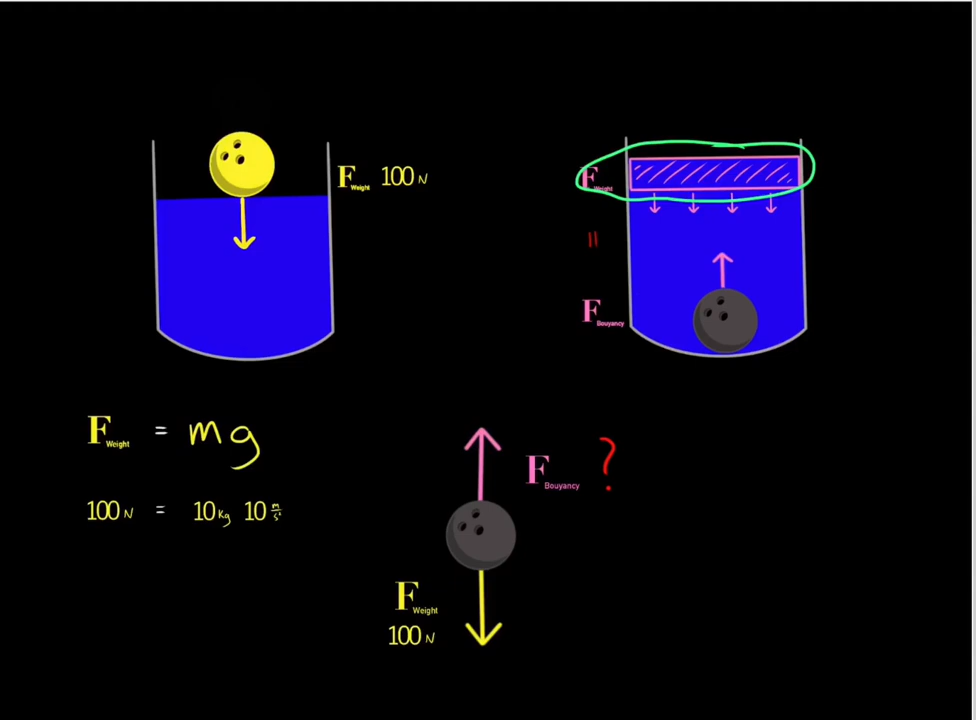 F Weight 100 N
F Weight
=
F Bouyancy
F Weight = mg
100 N = 10 Kg 10 m/s²
F Bouyancy ?
F Weight
100 N